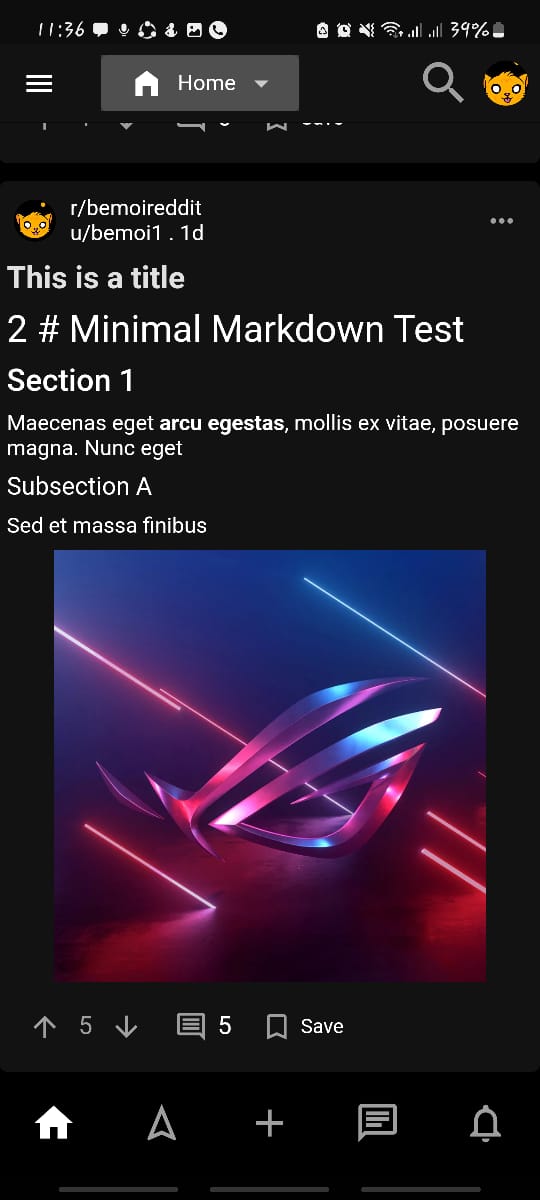 11:36
39%
Home
r/bemoireddit
u/bemoi1 . 1d
This is a title
2 # Minimal Markdown Test
Section 1
Maecenas eget arcu egestas, mollis ex vitae, posuere
magna. Nunc eget
Subsection A
Sed et massa finibus
5
5
Save